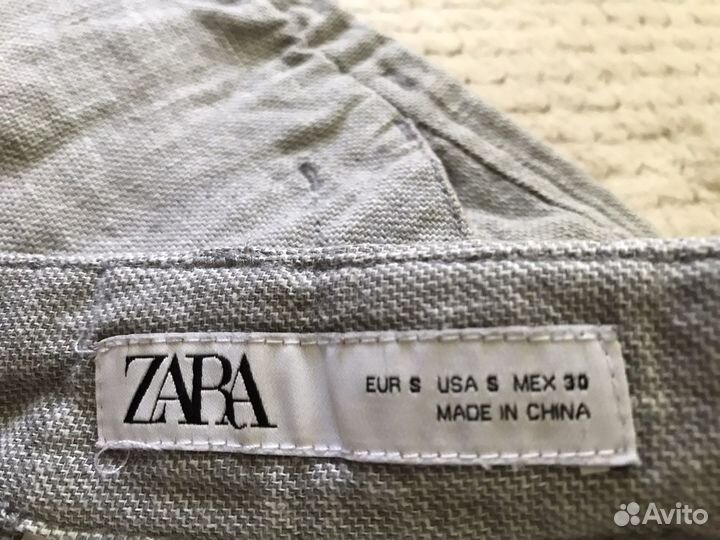 ZARA
EUR S USA S MEX 30
MADE IN CHINA
Avito